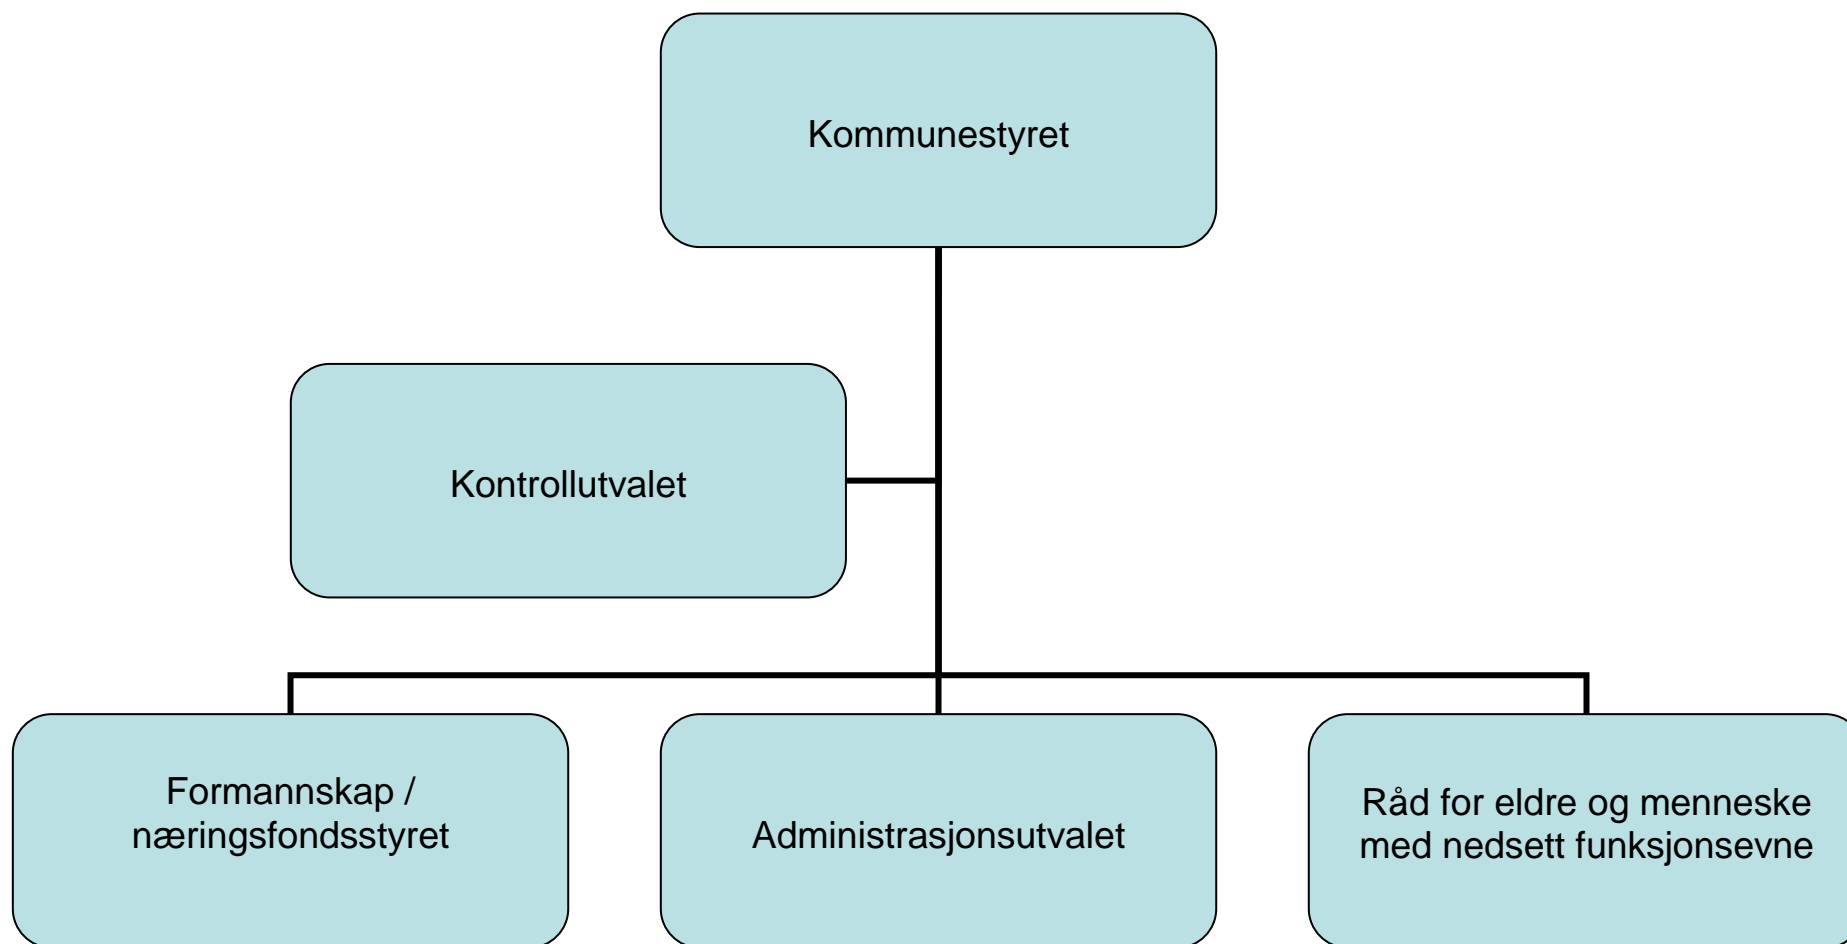 Kommunestyret
Kontrollutvalet
Formannskap /
næringsfondsstyret
Administrasjonsutvalet
Råd for eldre og menneske
med nedsett funksjonsevne